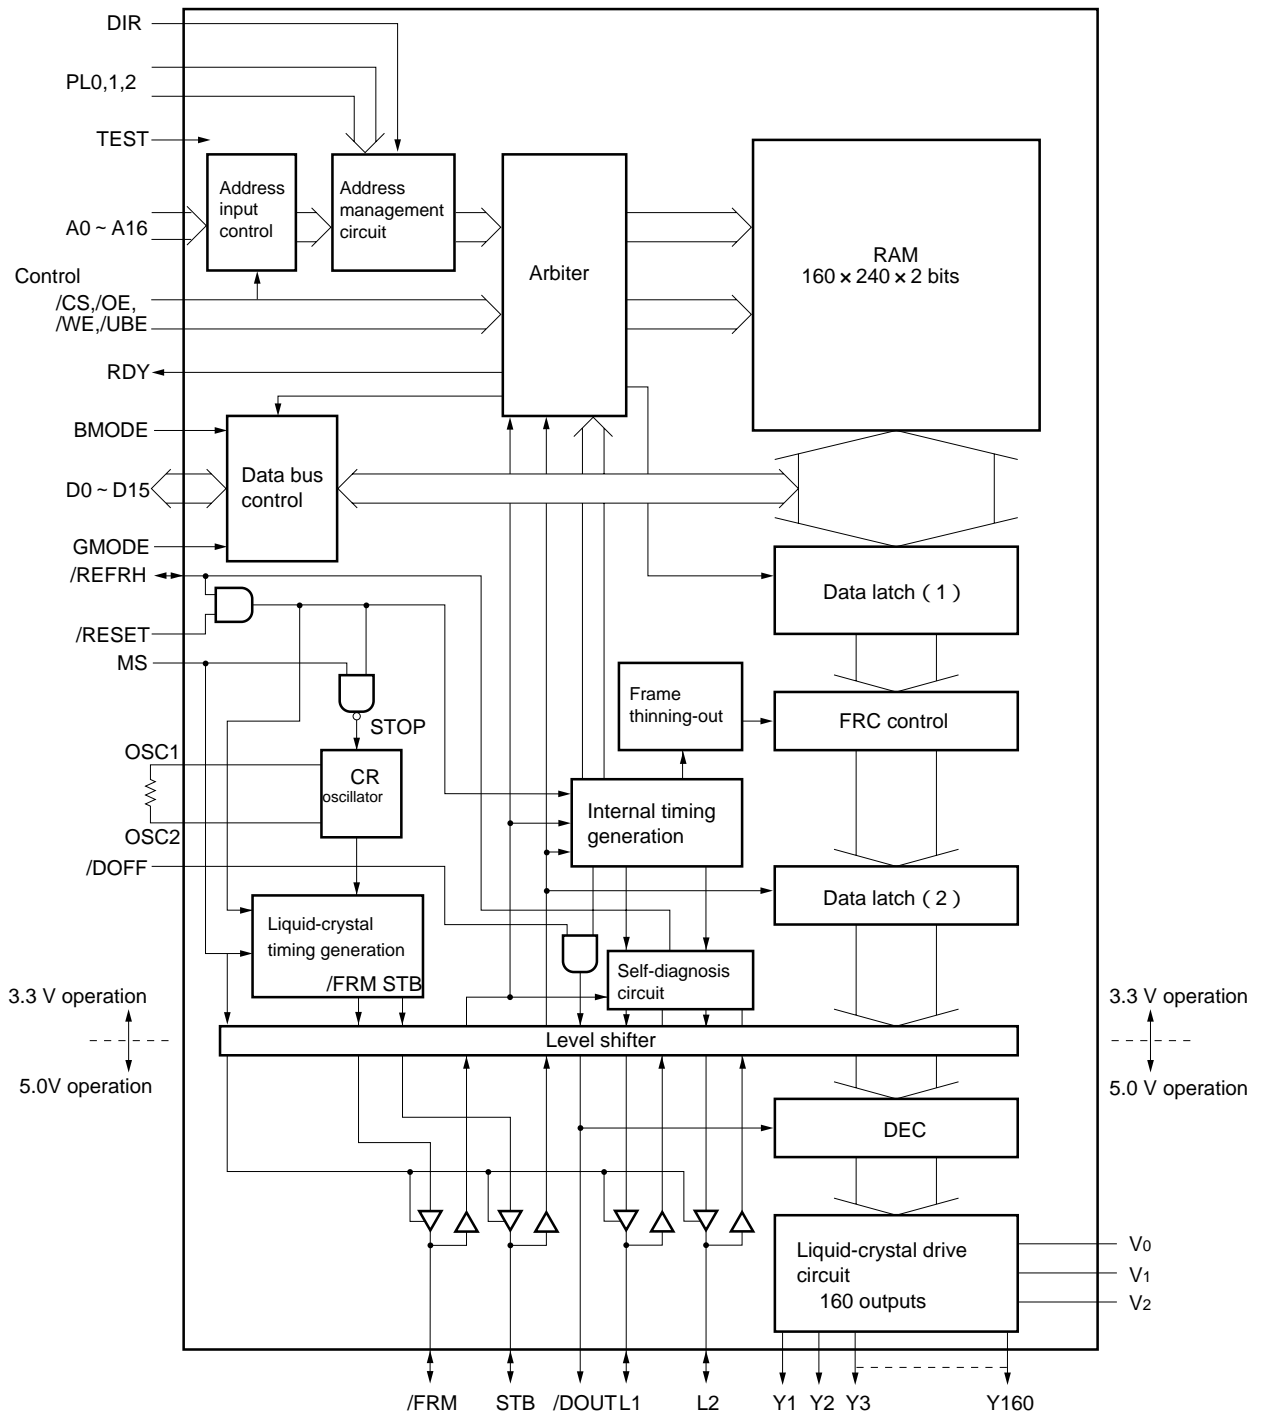 DIR
PL0,1,2
TEST
Address
input
control
Address
management
circuit
A0 ~ A16
Arbiter
RAM
160 × 240 × 2 bits
Control
/CS,/OE,
/WE,/UBE
RDY
BMODE
Data bus
control
D0 ~ D15
GMODE
/REFRH
Data latch ( 1 )
/RESET
MS
Frame
thinning-out
FRC control
STOP
OSC1
CR
oscillator
Internal timing
generation
OSC2
/DOFF
Data latch ( 2 )
Liquid-crystal
timing generation
/FRM STB
Self-diagnosis
circuit
3.3 V operation
3.3 V operation
Level shifter
5.0V operation
5.0 V operation
DEC
Liquid-crystal drive
circuit
160 outputs
V0
V1
V2
/FRM STB /DOUT L1 L2 Y1 Y2 Y3 Y160